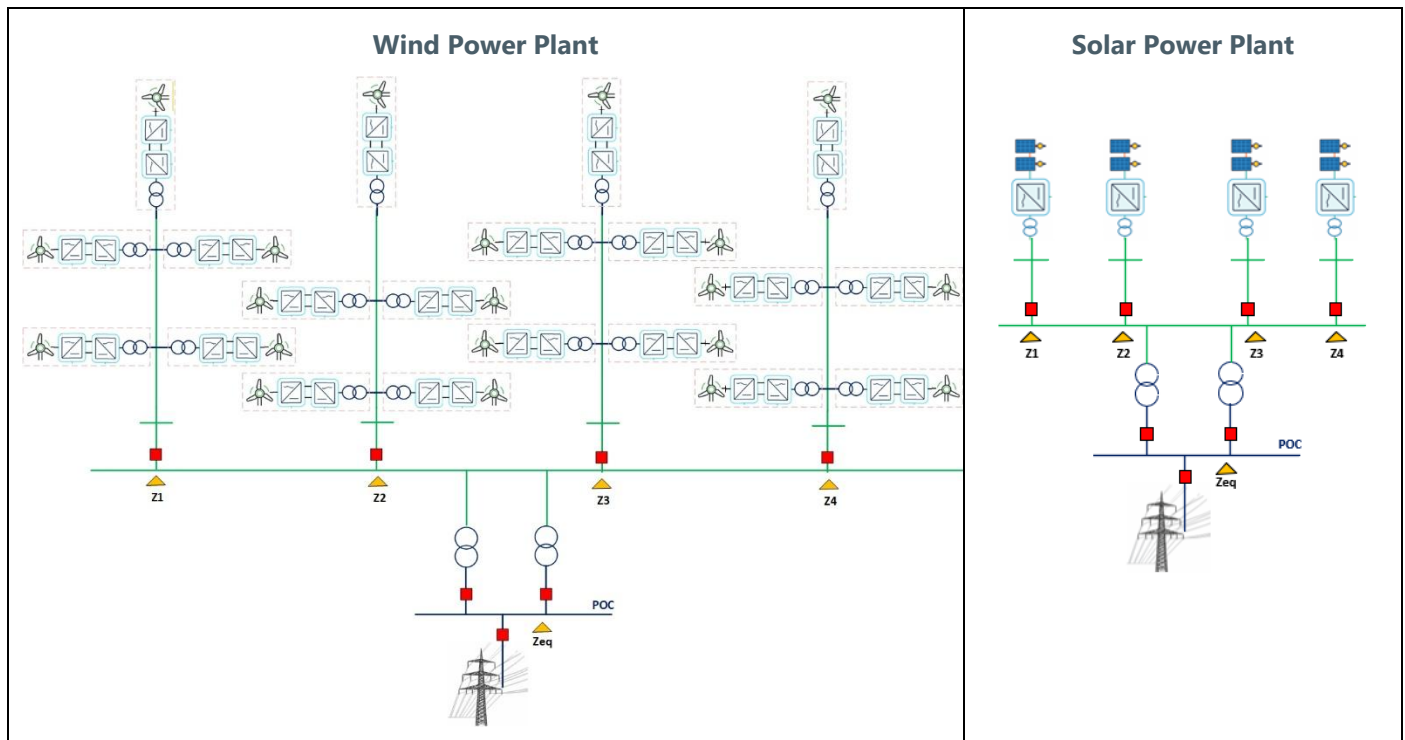 Wind Power Plant
Z1
Z2
Z3
Z4
POC
Zeq
Solar Power Plant
Z1
Z2
Z3
Z4
POC
Zeq